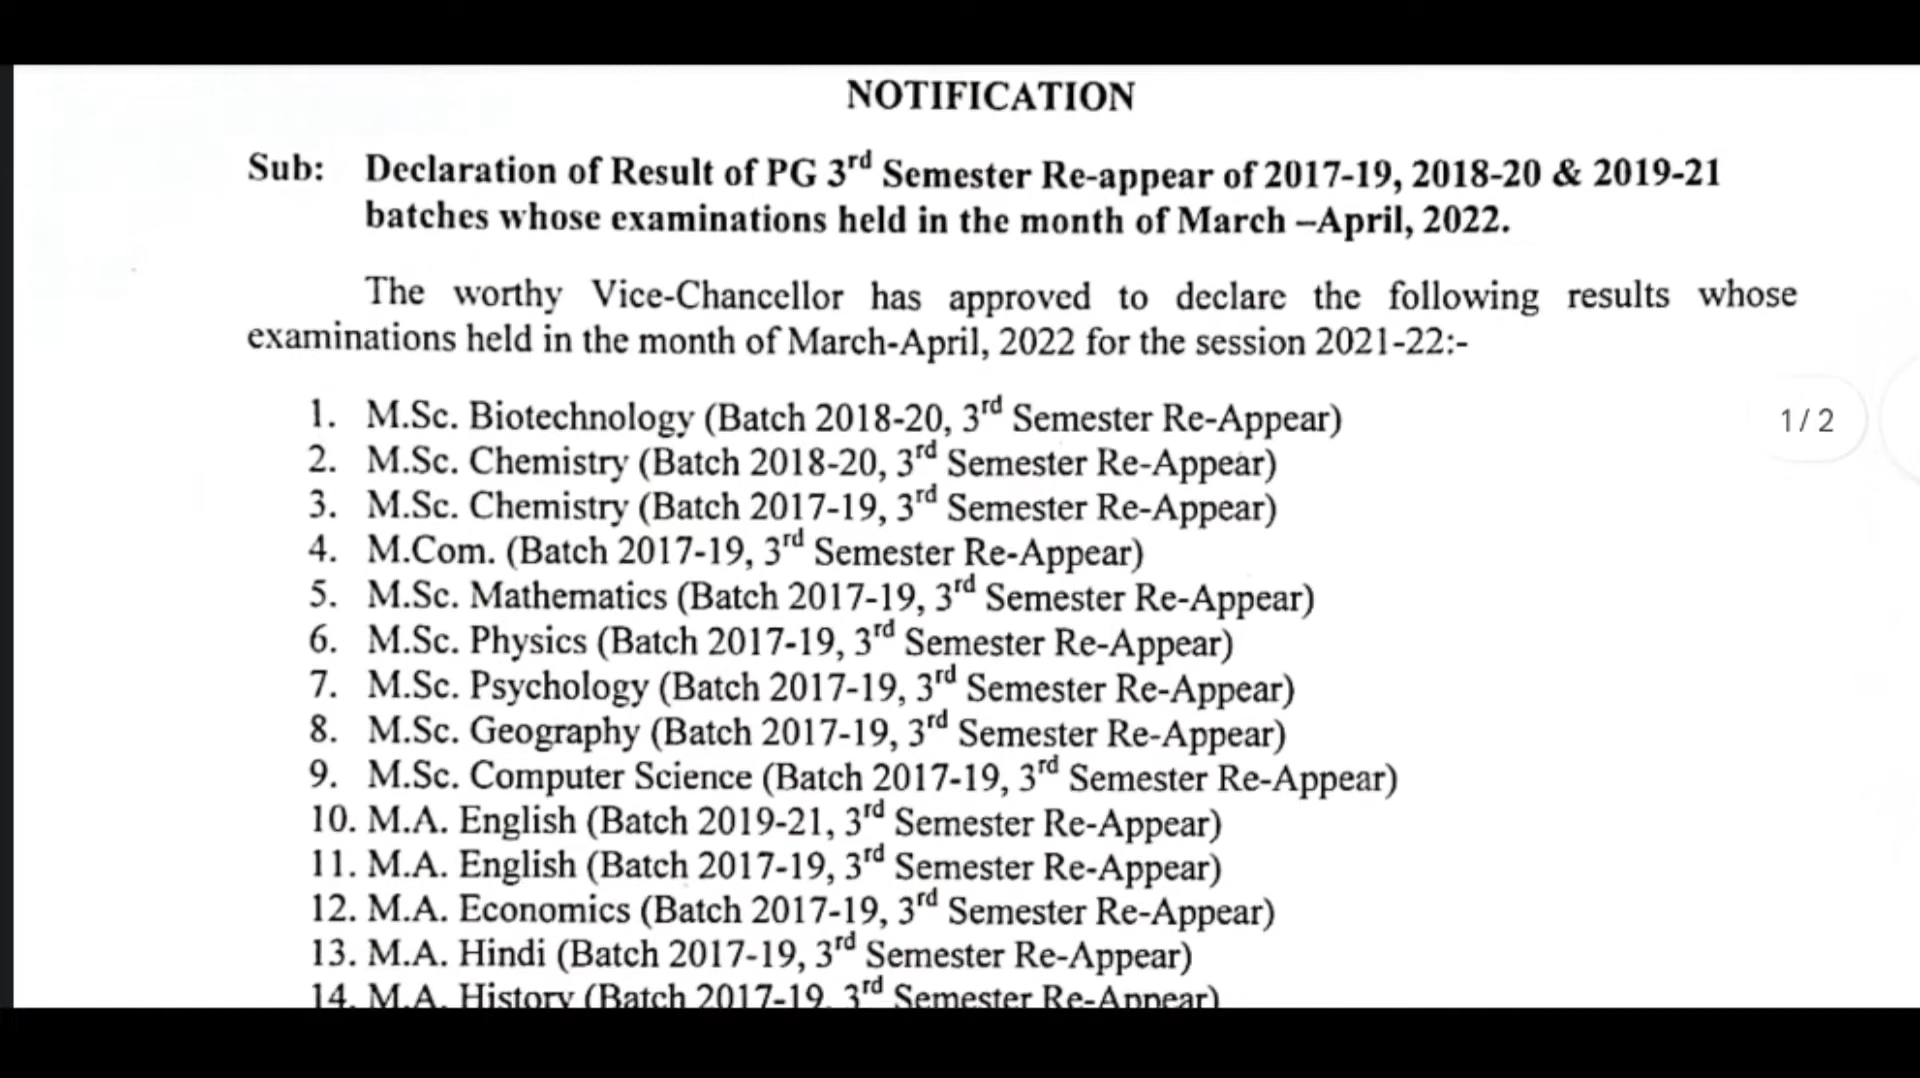 NOTIFICATION
Sub: Declaration of Result of PG 3rd Semester Re-appear of 2017-19, 2018-20 & 2019-21
batches whose examinations held in the month of March –April, 2022.
The worthy Vice-Chancellor has approved to declare the following results whose
examinations held in the month of March-April, 2022 for the session 2021-22:-
1. M.Sc. Biotechnology (Batch 2018-20, 3rd Semester Re-Appear)
1 / 2
2. M.Sc. Chemistry (Batch 2018-20, 3rd Semester Re-Appear)
3. M.Sc. Chemistry (Batch 2017-19, 3rd Semester Re-Appear)
4. M.Com. (Batch 2017-19, 3rd Semester Re-Appear)
5. M.Sc. Mathematics (Batch 2017-19, 3rd Semester Re-Appear)
6. M.Sc. Physics (Batch 2017-19, 3rd Semester Re-Appear)
7. M.Sc. Psychology (Batch 2017-19, 3rd Semester Re-Appear)
8. M.Sc. Geography (Batch 2017-19, 3rd Semester Re-Appear)
9. M.Sc. Computer Science (Batch 2017-19, 3rd Semester Re-Appear)
10. M.A. English (Batch 2019-21, 3rd Semester Re-Appear)
11. M.A. English (Batch 2017-19, 3rd Semester Re-Appear)
12. M.A. Economics (Batch 2017-19, 3rd Semester Re-Appear)
13. M.A. Hindi (Batch 2017-19, 3rd Semester Re-Appear)
14. M.A. History (Batch 2017-19, 3rd Semester Re-Appear)